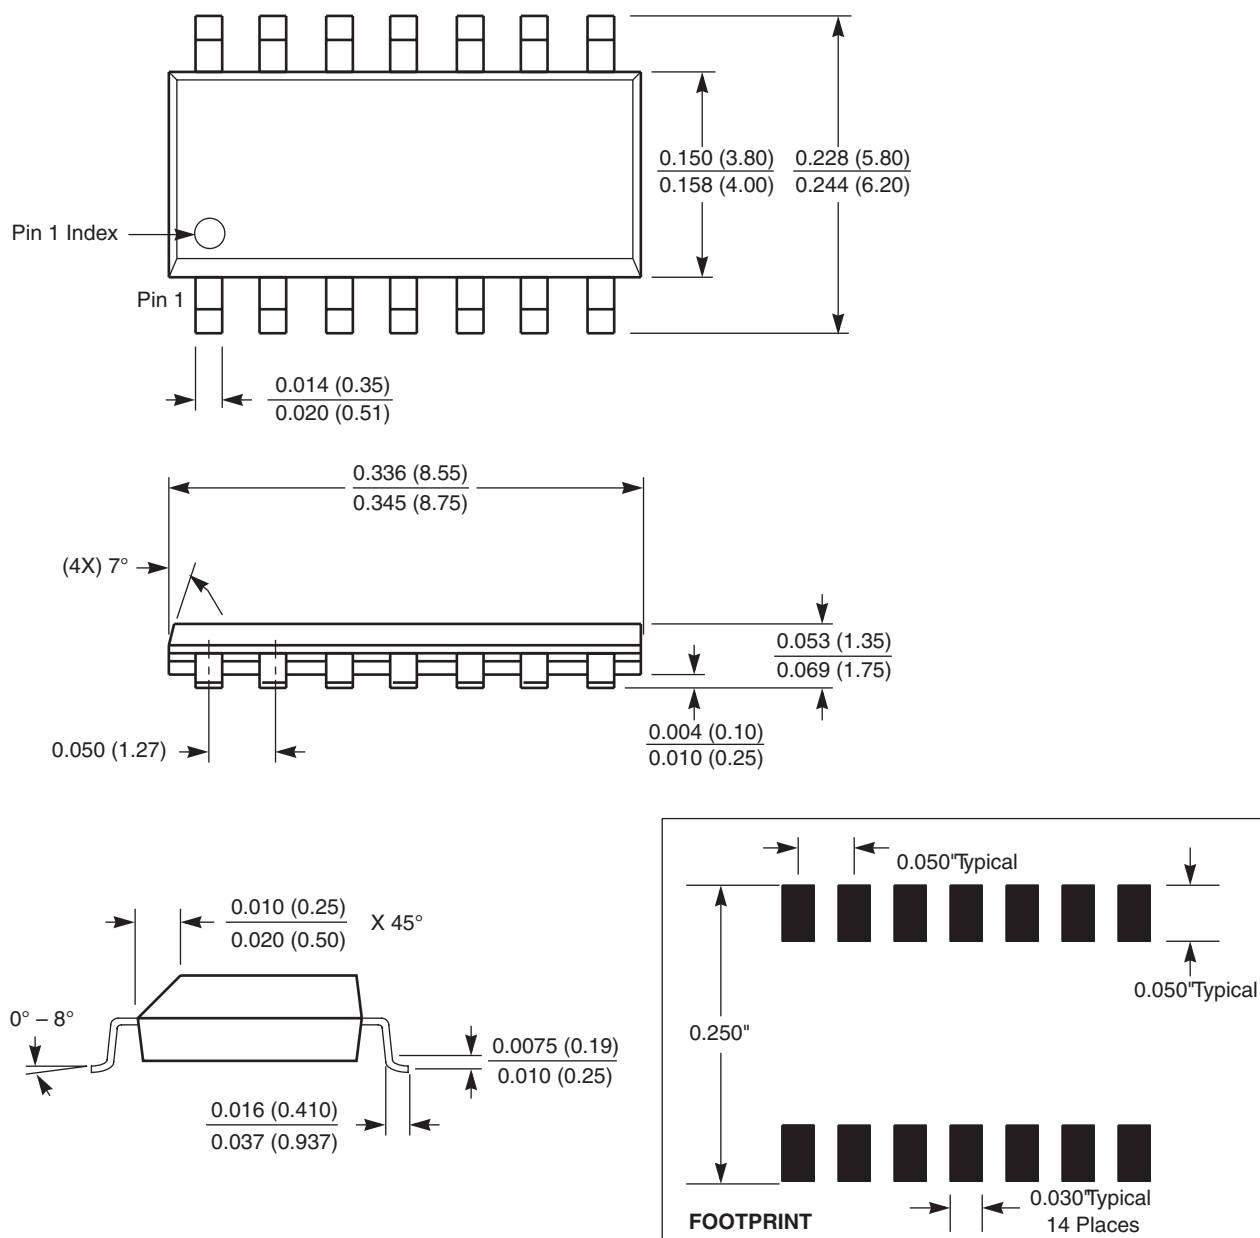 0.150 (3.80)
0.158 (4.00)
0.228 (5.80)
0.244 (6.20)
Pin 1 Index
Pin 1
0.014 (0.35)
0.020 (0.51)
0.336 (8.55)
0.345 (8.75)
(4X) 7°
0.053 (1.35)
0.069 (1.75)
0.004 (0.10)
0.010 (0.25)
0.050 (1.27)
0.010 (0.25)
0.020 (0.50)
X 45°
0° – 8°
0.0075 (0.19)
0.010 (0.25)
0.016 (0.410)
0.037 (0.937)
0.050"Typical
0.050"Typical
0.250"
0.030"Typical
14 Places
FOOTPRINT